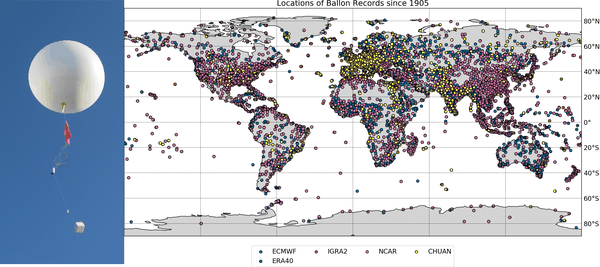 Locations of Ballon Records since 1905
80°N
60°N
40°N
20°N
0°
20°S
40°S
60°S
80°S
ECMWF IGRA2 NCAR CHUAN
ERA40